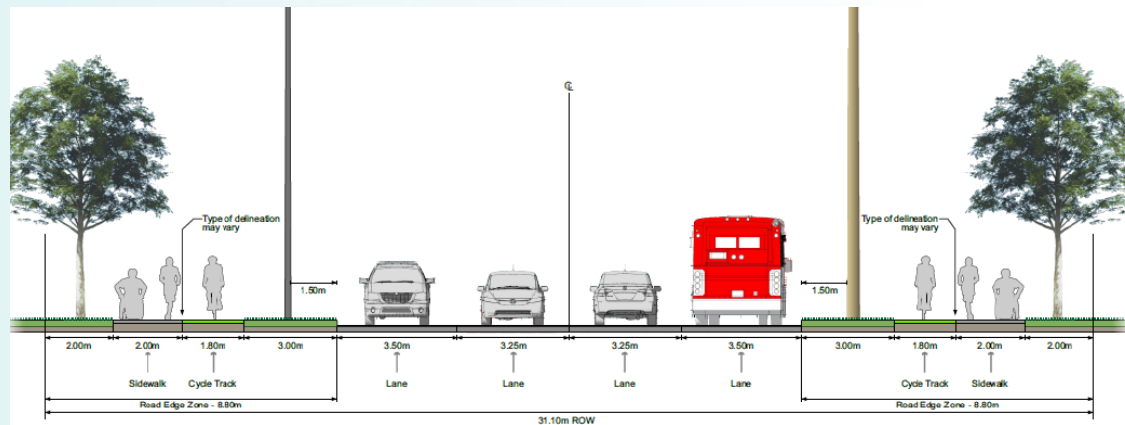 ℄
Type of delineation
may vary
Type of delineation
may vary
1.50m
1.50m
2.00m 2.00m 1.80m 3.00m 3.50m 3.25m 3.25m 3.50m 3.00m 1.80m 2.00m 2.00m
Sidewalk Cycle Track Lane Lane Lane Lane Cycle Track Sidewalk
Road Edge Zone - 8.80m Road Edge Zone - 8.80m
31.10m ROW